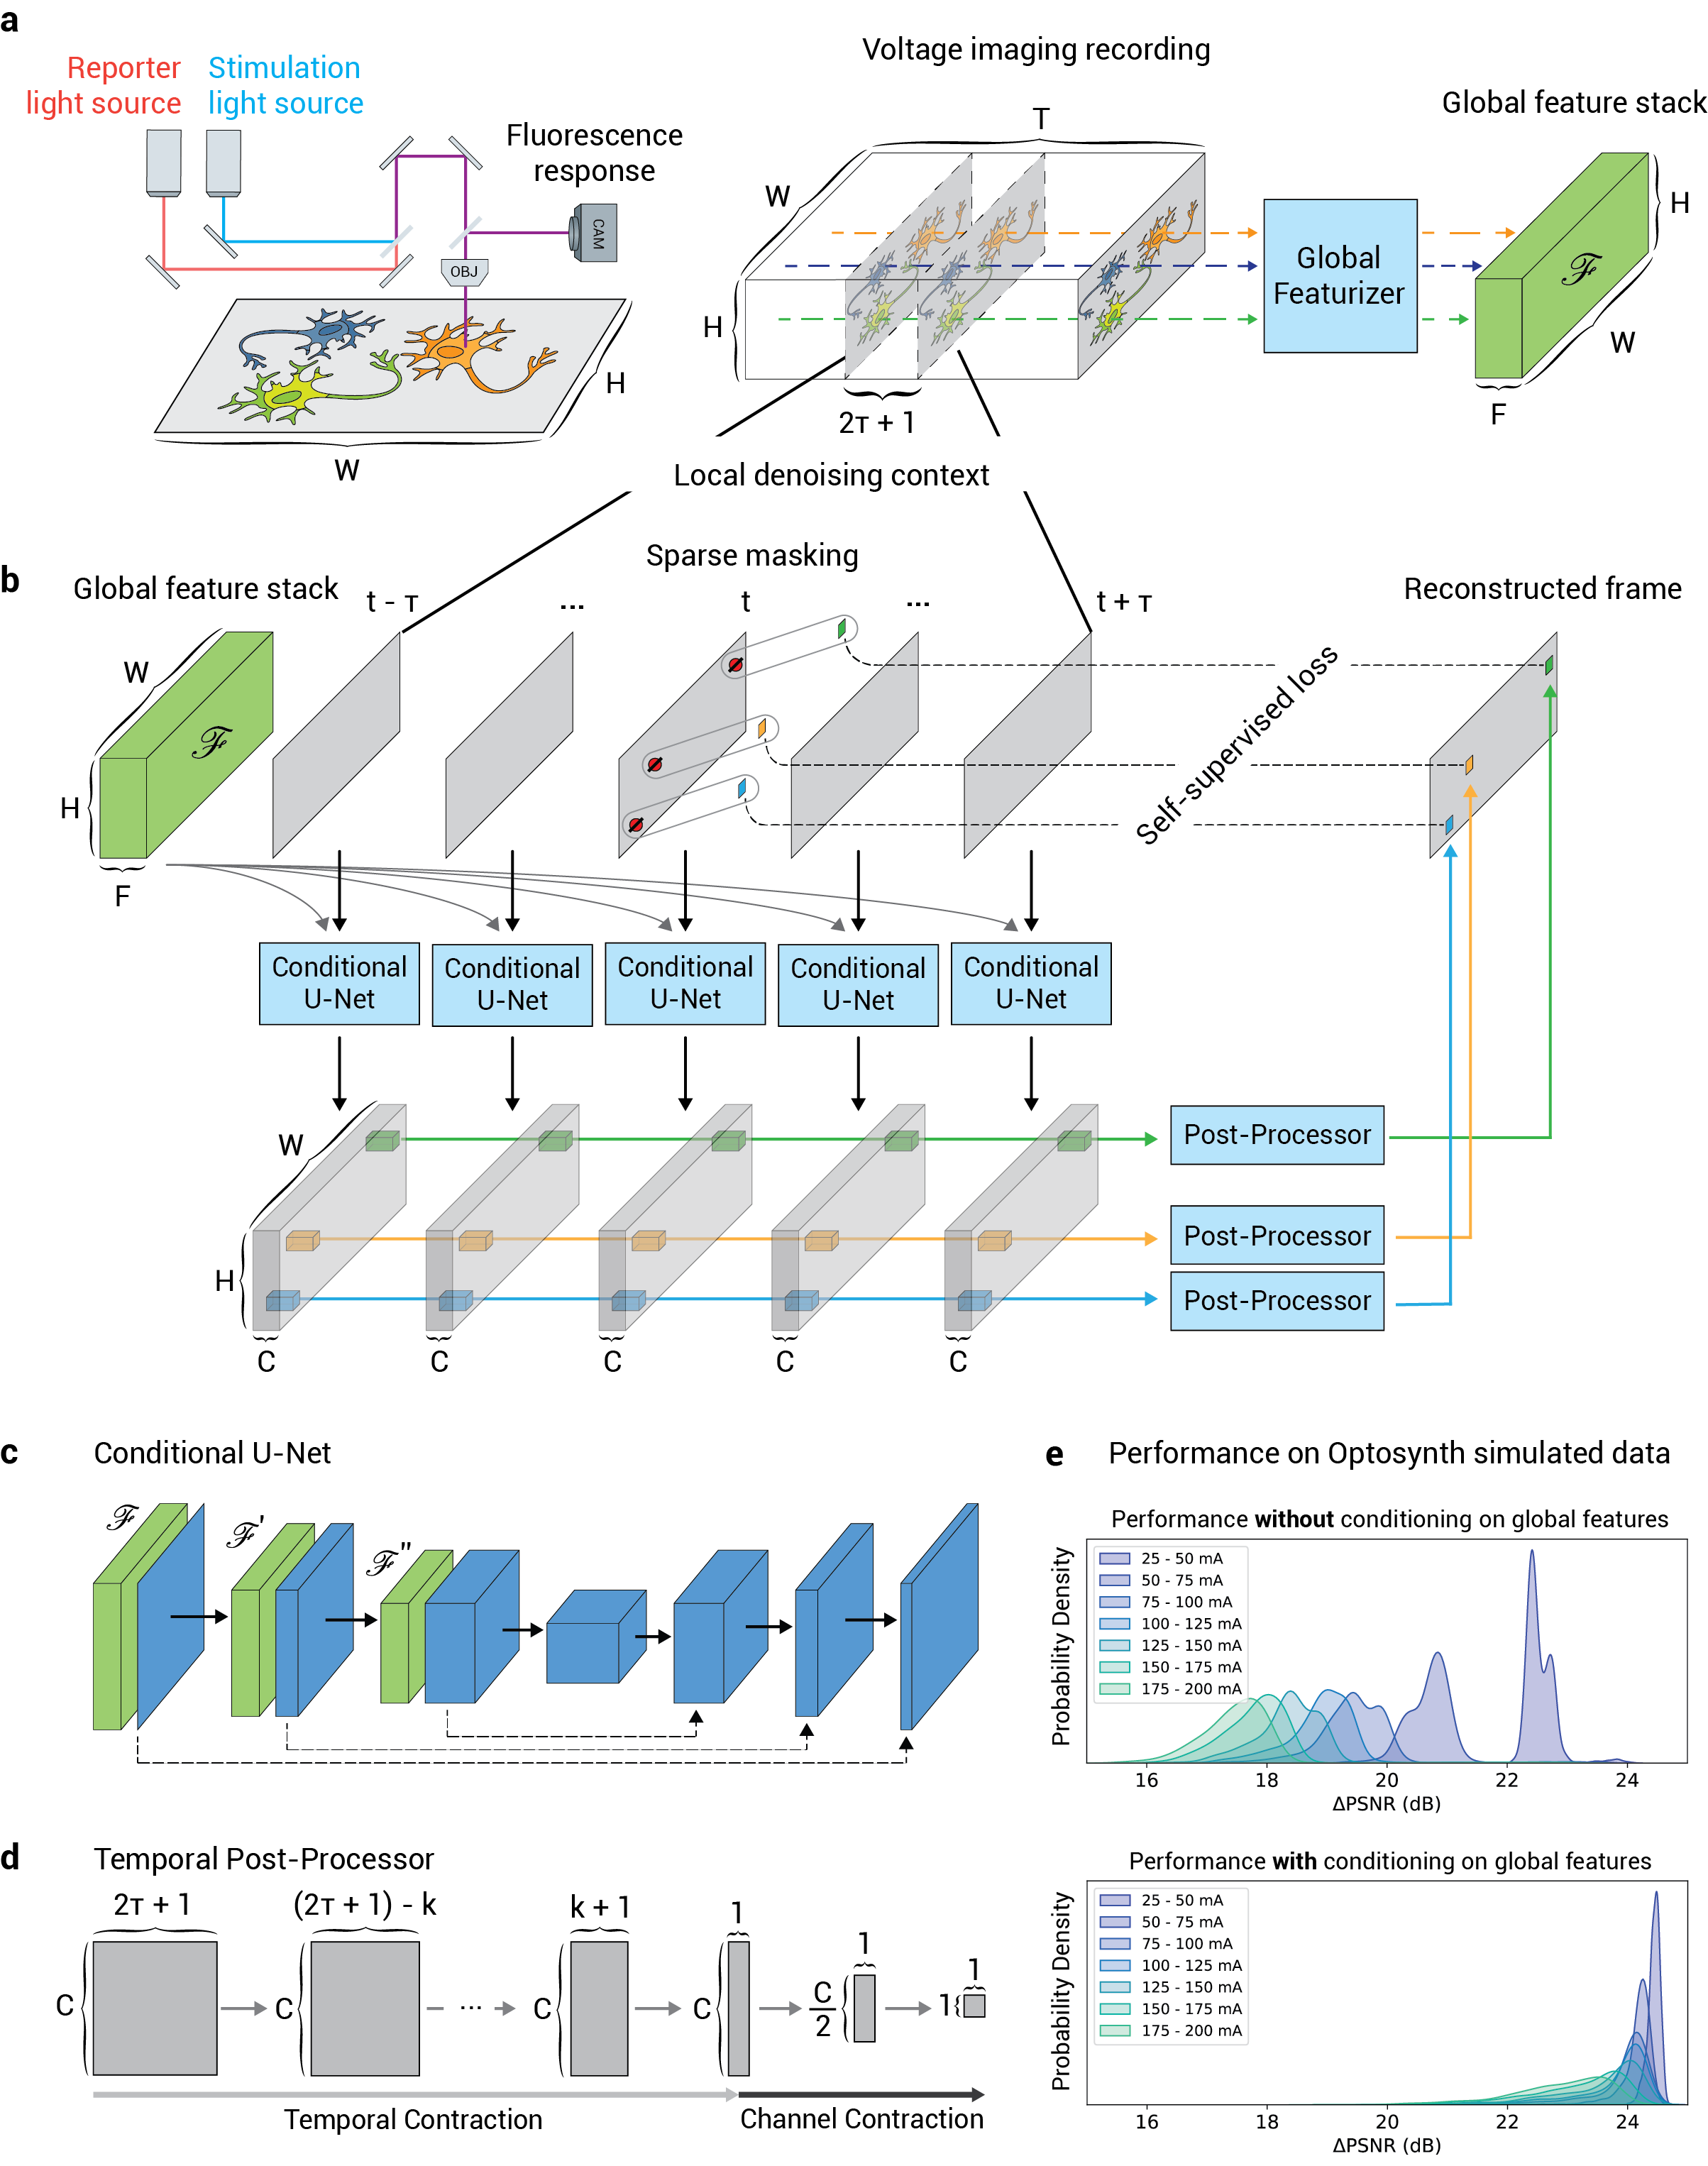 a
Reporter
light source
Stimulation
light source
Fluorescence
response
CAM
OBJ
H
W
Voltage imaging recording
T
W
H
2τ + 1
Global
Featurizer
Global feature stack
ℱ
H
W
F
Local denoising context
b
Global feature stack
Sparse masking
Reconstructed frame
t - τ
...
t
...
t + τ
W
H
ℱ
F
Self-supervised loss
Conditional
U-Net
Conditional
U-Net
Conditional
U-Net
Conditional
U-Net
Conditional
U-Net
W
H
C
C
C
C
C
Post-Processor
Post-Processor
Post-Processor
c
Conditional U-Net
ℱ
ℱ'
ℱ''
d
Temporal Post-Processor
2τ + 1
(2τ + 1) - k
k + 1
1
1
1
C
C
...
C
C
C
2
1
Temporal Contraction
Channel Contraction
e
Performance on Optosynth simulated data
Performance without conditioning on global features
Probability Density
25 - 50 mA
50 - 75 mA
75 - 100 mA
100 - 125 mA
125 - 150 mA
150 - 175 mA
175 - 200 mA
16 18 20 22 24
ΔPSNR (dB)
Performance with conditioning on global features
Probability Density
25 - 50 mA
50 - 75 mA
75 - 100 mA
100 - 125 mA
125 - 150 mA
150 - 175 mA
175 - 200 mA
16 18 20 22 24
ΔPSNR (dB)